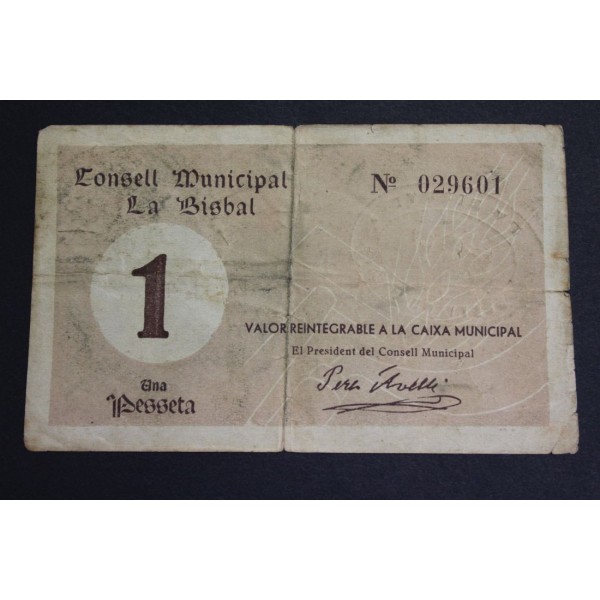 Consell Municipal
La Bisbal
Nº 029601
1
VALOR REINTEGRABLE A LA CAIXA MUNICIPAL
El President del Consell Municipal
Una
Pesseta